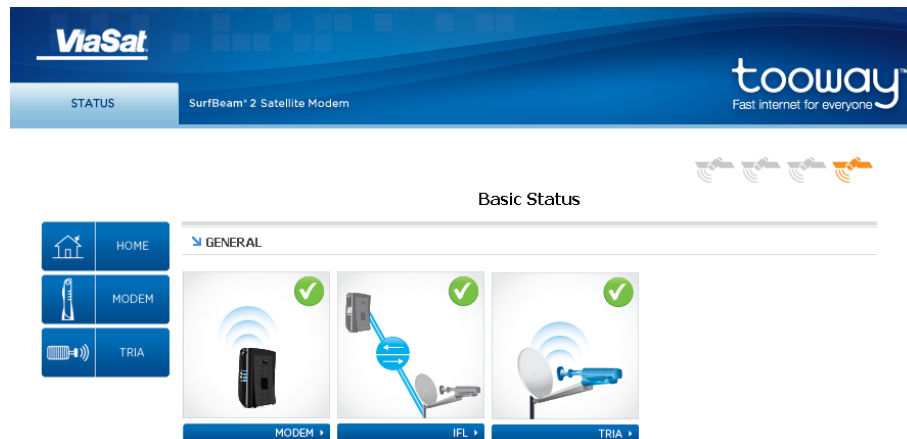 ViaSat
tooway™
Fast internet for everyone
STATUS
SurfBeam® 2 Satellite Modem
Basic Status
HOME
MODEM
TRIA
GENERAL
MODEM
IFL
TRIA